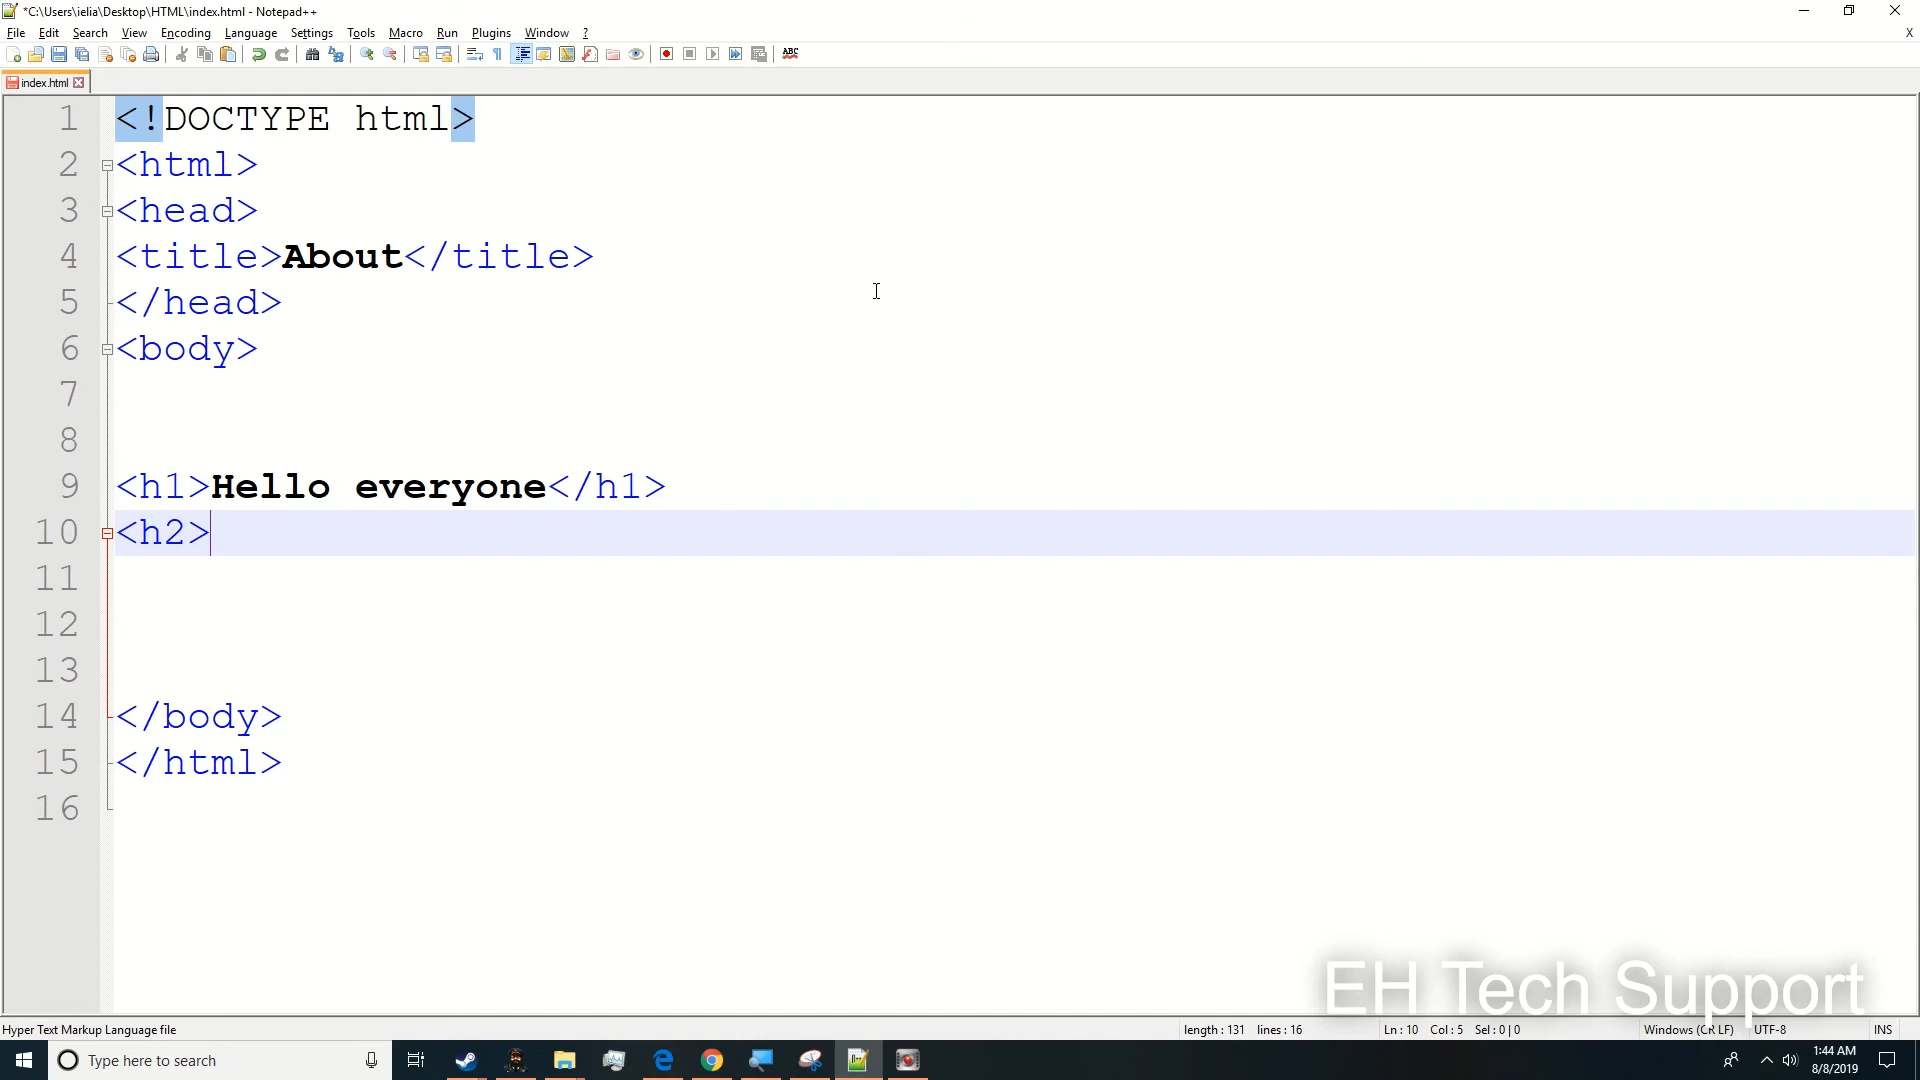 *C:\Users\ielia\Desktop\HTML\index.html - Notepad++
File Edit Search View Encoding Language Settings Tools Macro Run Plugins Window ? X
ABC
index.html
1 <!DOCTYPE html>
2 <html>
3 <head>
4 <title>About</title>
5 </head>
6 <body>
7
8
9 <h1>Hello everyone</h1>
10 <h2>
11
12
13
14 </body>
15 </html>
16
EH Tech Support
Hyper Text Markup Language file length : 131 lines : 16 Ln : 10 Col : 5 Sel : 0 | 0 Windows (CR LF) UTF-8 INS
Type here to search 1:44 AM
8/8/2019